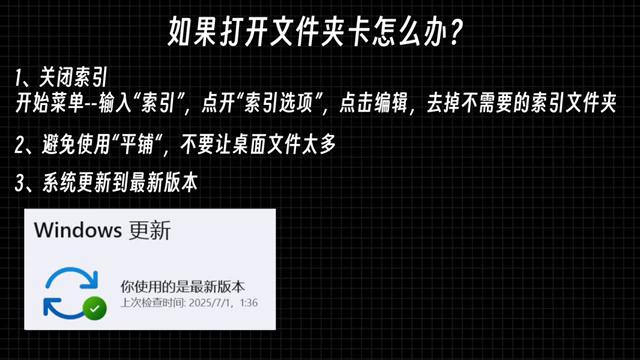 如果打开文件夹卡怎么办？
1、关闭索引
开始菜单--输入“索引”，点开“索引选项”，点击编辑，去掉不需要的索引文件夹
2、避免使用“平铺“，不要让桌面文件太多
3、系统更新到最新版本
Windows 更新
你使用的是最新版本
上次检查时间: 2025/7/1，1:36